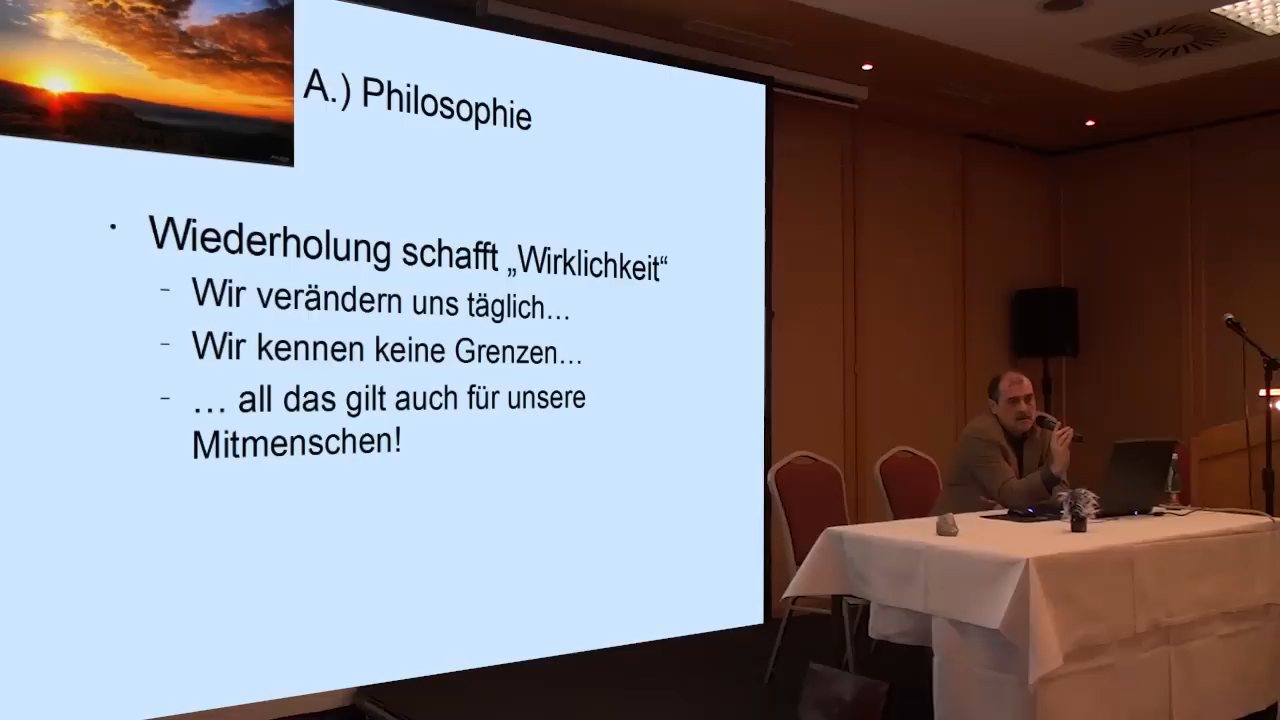 A.) Philosophie
• Wiederholung schafft „Wirklichkeit“
- Wir verändern uns täglich…
- Wir kennen keine Grenzen…
- … all das gilt auch für unsere
Mitmenschen!